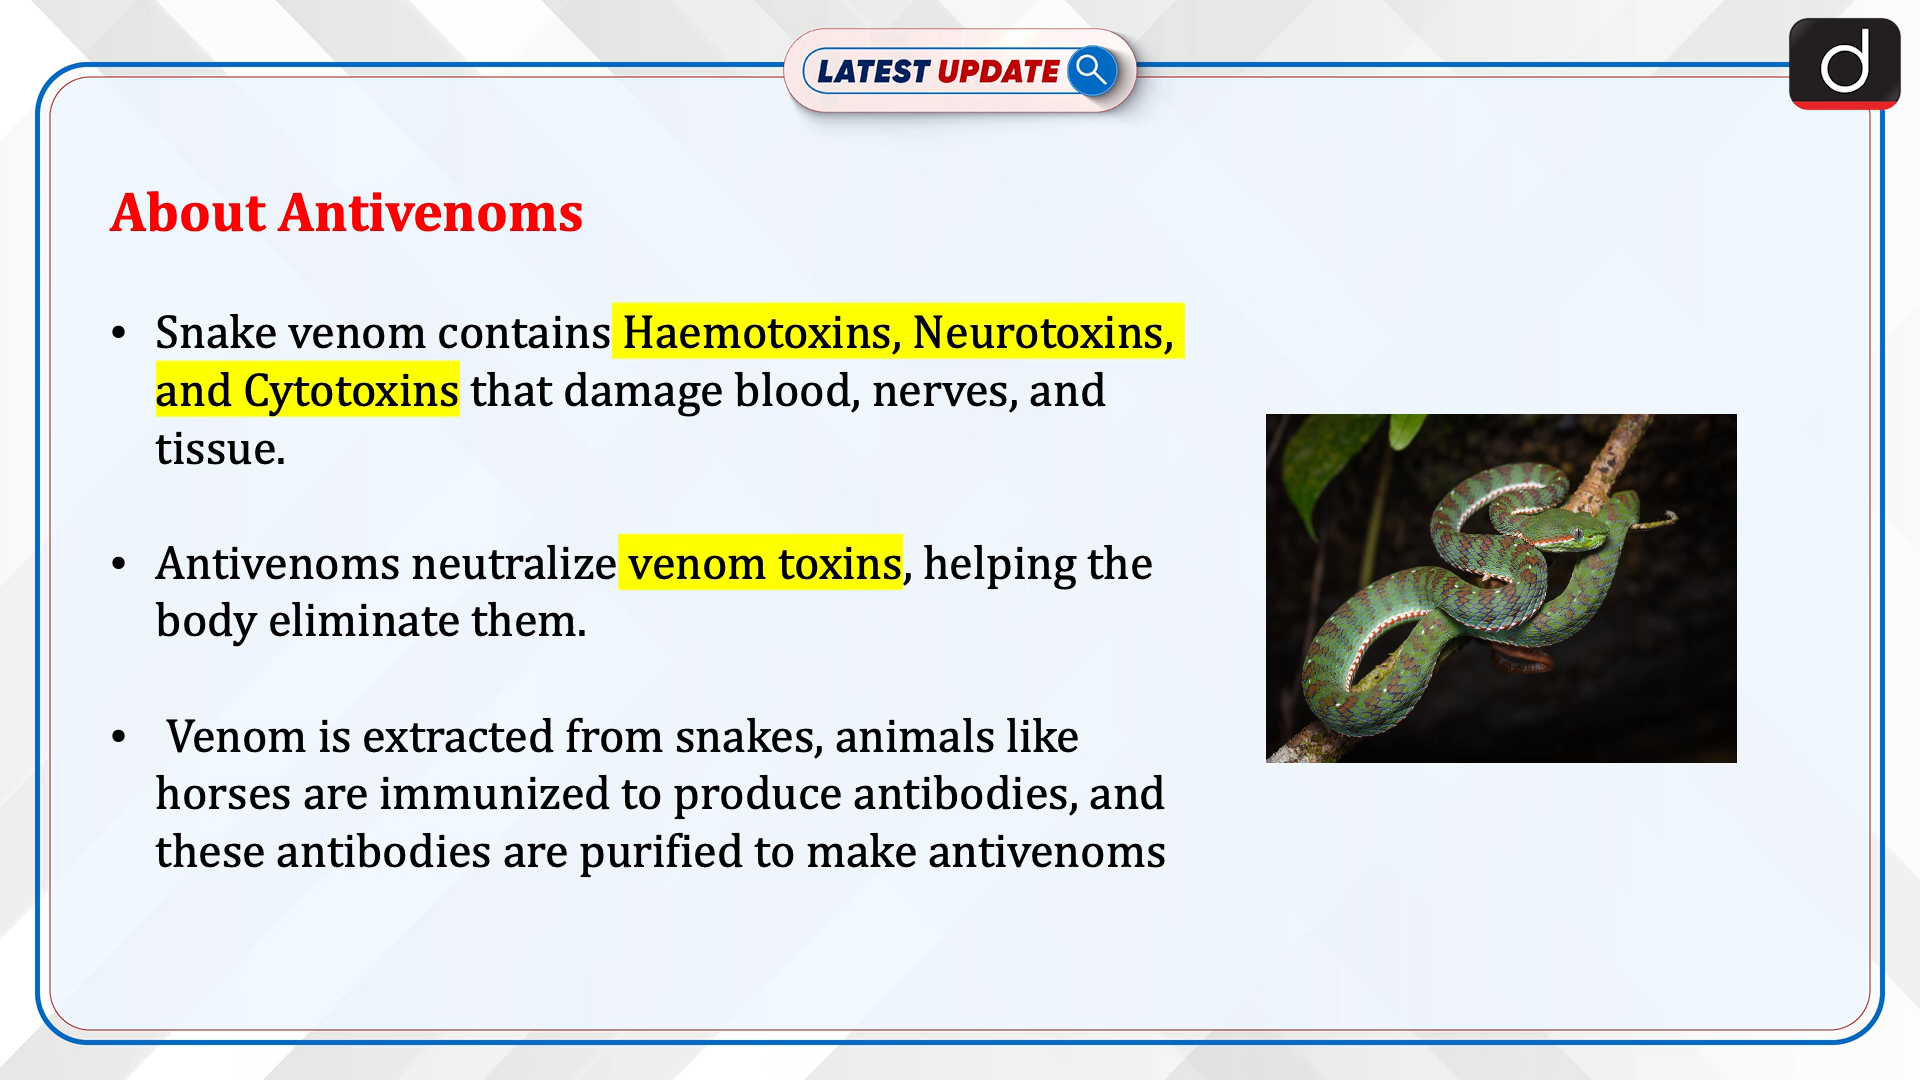 LATEST UPDATE
d
About Antivenoms
• Snake venom contains Haemotoxins, Neurotoxins,
and Cytotoxins that damage blood, nerves, and
tissue.
• Antivenoms neutralize venom toxins, helping the
body eliminate them.
• Venom is extracted from snakes, animals like
horses are immunized to produce antibodies, and
these antibodies are purified to make antivenoms